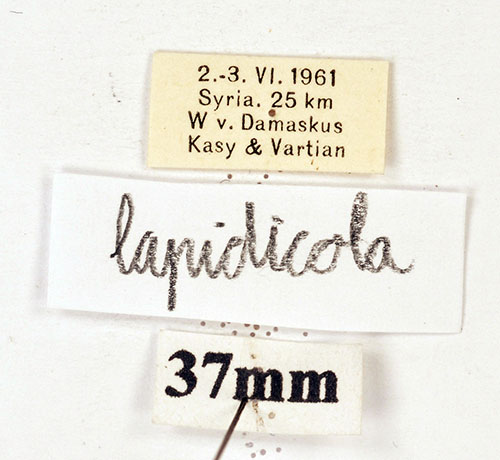 2.-3. VI. 1961
Syria. 25 km
W v. Damaskus
Kasy & Vartian
lapidicola
37mm